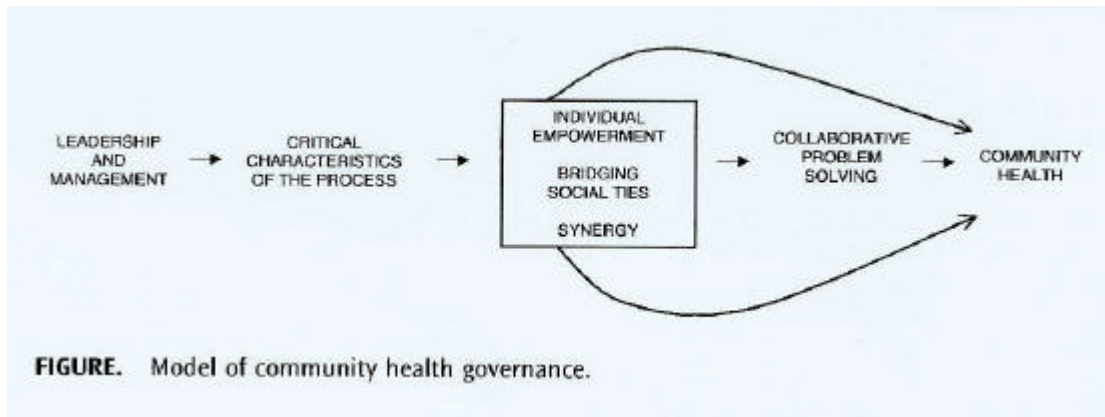 LEADERSHIP
AND
MANAGEMENT
CRITICAL
CHARACTERISTICS
OF THE PROCESS
INDIVIDUAL
EMPOWERMENT
BRIDGING
SOCIAL TIES
SYNERGY
COLLABORATIVE
PROBLEM
SOLVING
COMMUNITY
HEALTH
FIGURE. Model of community health governance.